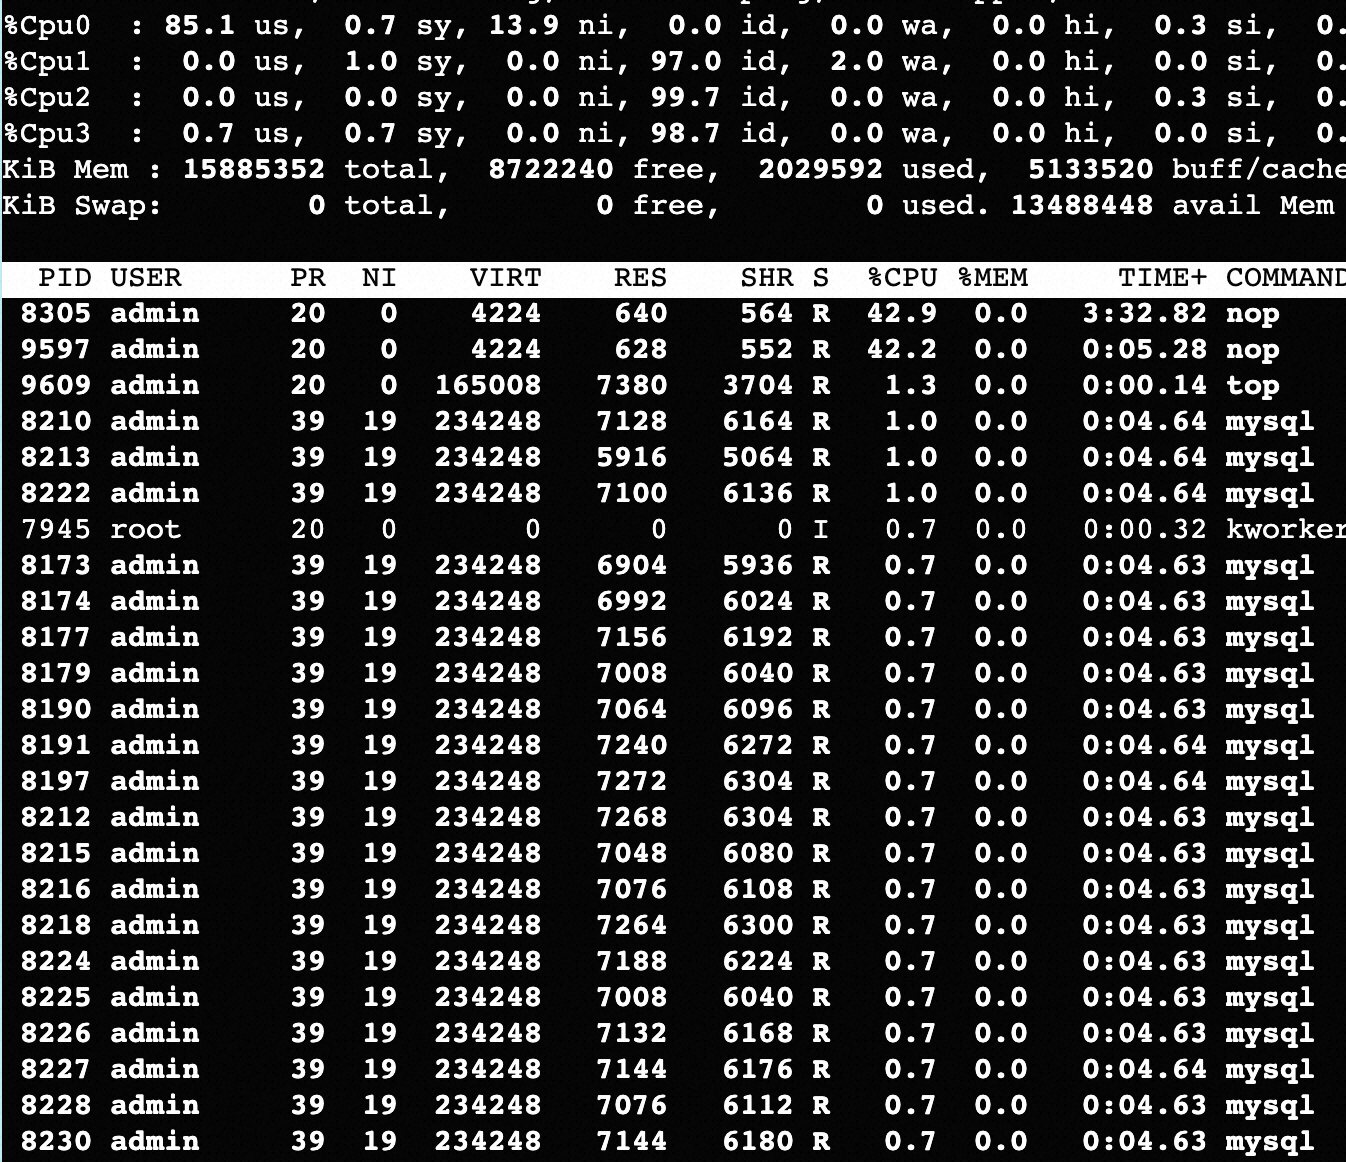 %Cpu0  : 85.1 us,  0.7 sy, 13.9 ni,  0.0 id,  0.0 wa,  0.0 hi,  0.3 si,  0.
%Cpu1  :  0.0 us,  1.0 sy,  0.0 ni, 97.0 id,  2.0 wa,  0.0 hi,  0.0 si,  0.
%Cpu2  :  0.0 us,  0.0 sy,  0.0 ni, 99.7 id,  0.0 wa,  0.0 hi,  0.3 si,  0.
%Cpu3  :  0.7 us,  0.7 sy,  0.0 ni, 98.7 id,  0.0 wa,  0.0 hi,  0.0 si,  0.
KiB Mem : 15885352 total,  8722240 free,  2029592 used,  5133520 buff/cache
KiB Swap:        0 total,        0 free,        0 used. 13488448 avail Mem
  PID USER      PR  NI    VIRT    RES    SHR S  %CPU %MEM     TIME+ COMMAND
 8305 admin     20   0    4224    640    564 R  42.9  0.0   3:32.82 nop
 9597 admin     20   0    4224    628    552 R  42.2  0.0   0:05.28 nop
 9609 admin     20   0  165008   7380   3704 R   1.3  0.0   0:00.14 top
 8210 admin     39  19  234248   7128   6164 R   1.0  0.0   0:04.64 mysql
 8213 admin     39  19  234248   5916   5064 R   1.0  0.0   0:04.64 mysql
 8222 admin     39  19  234248   7100   6136 R   1.0  0.0   0:04.64 mysql
 7945 root      20   0       0      0      0 I   0.7  0.0   0:00.32 kworker
 8173 admin     39  19  234248   6904   5936 R   0.7  0.0   0:04.63 mysql
 8174 admin     39  19  234248   6992   6024 R   0.7  0.0   0:04.63 mysql
 8177 admin     39  19  234248   7156   6192 R   0.7  0.0   0:04.63 mysql
 8179 admin     39  19  234248   7008   6040 R   0.7  0.0   0:04.63 mysql
 8190 admin     39  19  234248   7064   6096 R   0.7  0.0   0:04.63 mysql
 8191 admin     39  19  234248   7240   6272 R   0.7  0.0   0:04.64 mysql
 8197 admin     39  19  234248   7272   6304 R   0.7  0.0   0:04.64 mysql
 8212 admin     39  19  234248   7268   6304 R   0.7  0.0   0:04.63 mysql
 8215 admin     39  19  234248   7048   6080 R   0.7  0.0   0:04.63 mysql
 8216 admin     39  19  234248   7076   6108 R   0.7  0.0   0:04.63 mysql
 8218 admin     39  19  234248   7264   6300 R   0.7  0.0   0:04.63 mysql
 8224 admin     39  19  234248   7188   6224 R   0.7  0.0   0:04.63 mysql
 8225 admin     39  19  234248   7008   6040 R   0.7  0.0   0:04.63 mysql
 8226 admin     39  19  234248   7132   6168 R   0.7  0.0   0:04.63 mysql
 8227 admin     39  19  234248   7144   6176 R   0.7  0.0   0:04.64 mysql
 8228 admin     39  19  234248   7076   6112 R   0.7  0.0   0:04.63 mysql
 8230 admin     39  19  234248   7144   6180 R   0.7  0.0   0:04.63 mysql